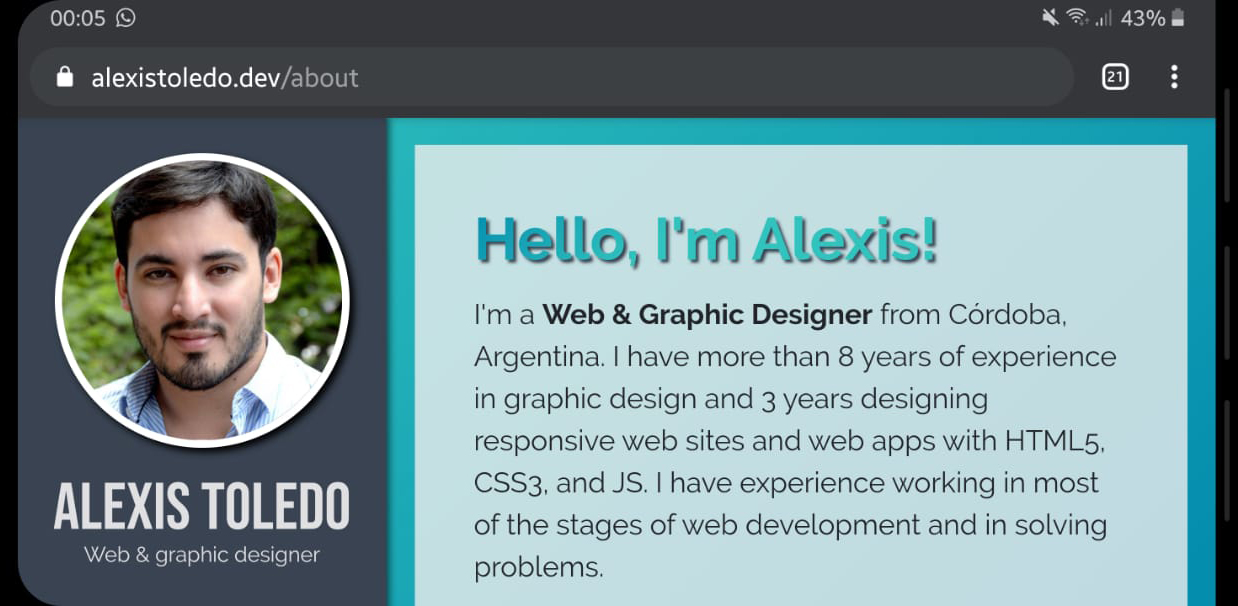 00:05
43%
alexistoledo.dev/about
21
ALEXIS TOLEDO
Web & graphic designer
Hello, I'm Alexis!
I'm a Web & Graphic Designer from Córdoba,
Argentina. I have more than 8 years of experience
in graphic design and 3 years designing
responsive web sites and web apps with HTML5,
CSS3, and JS. I have experience working in most
of the stages of web development and in solving
problems.